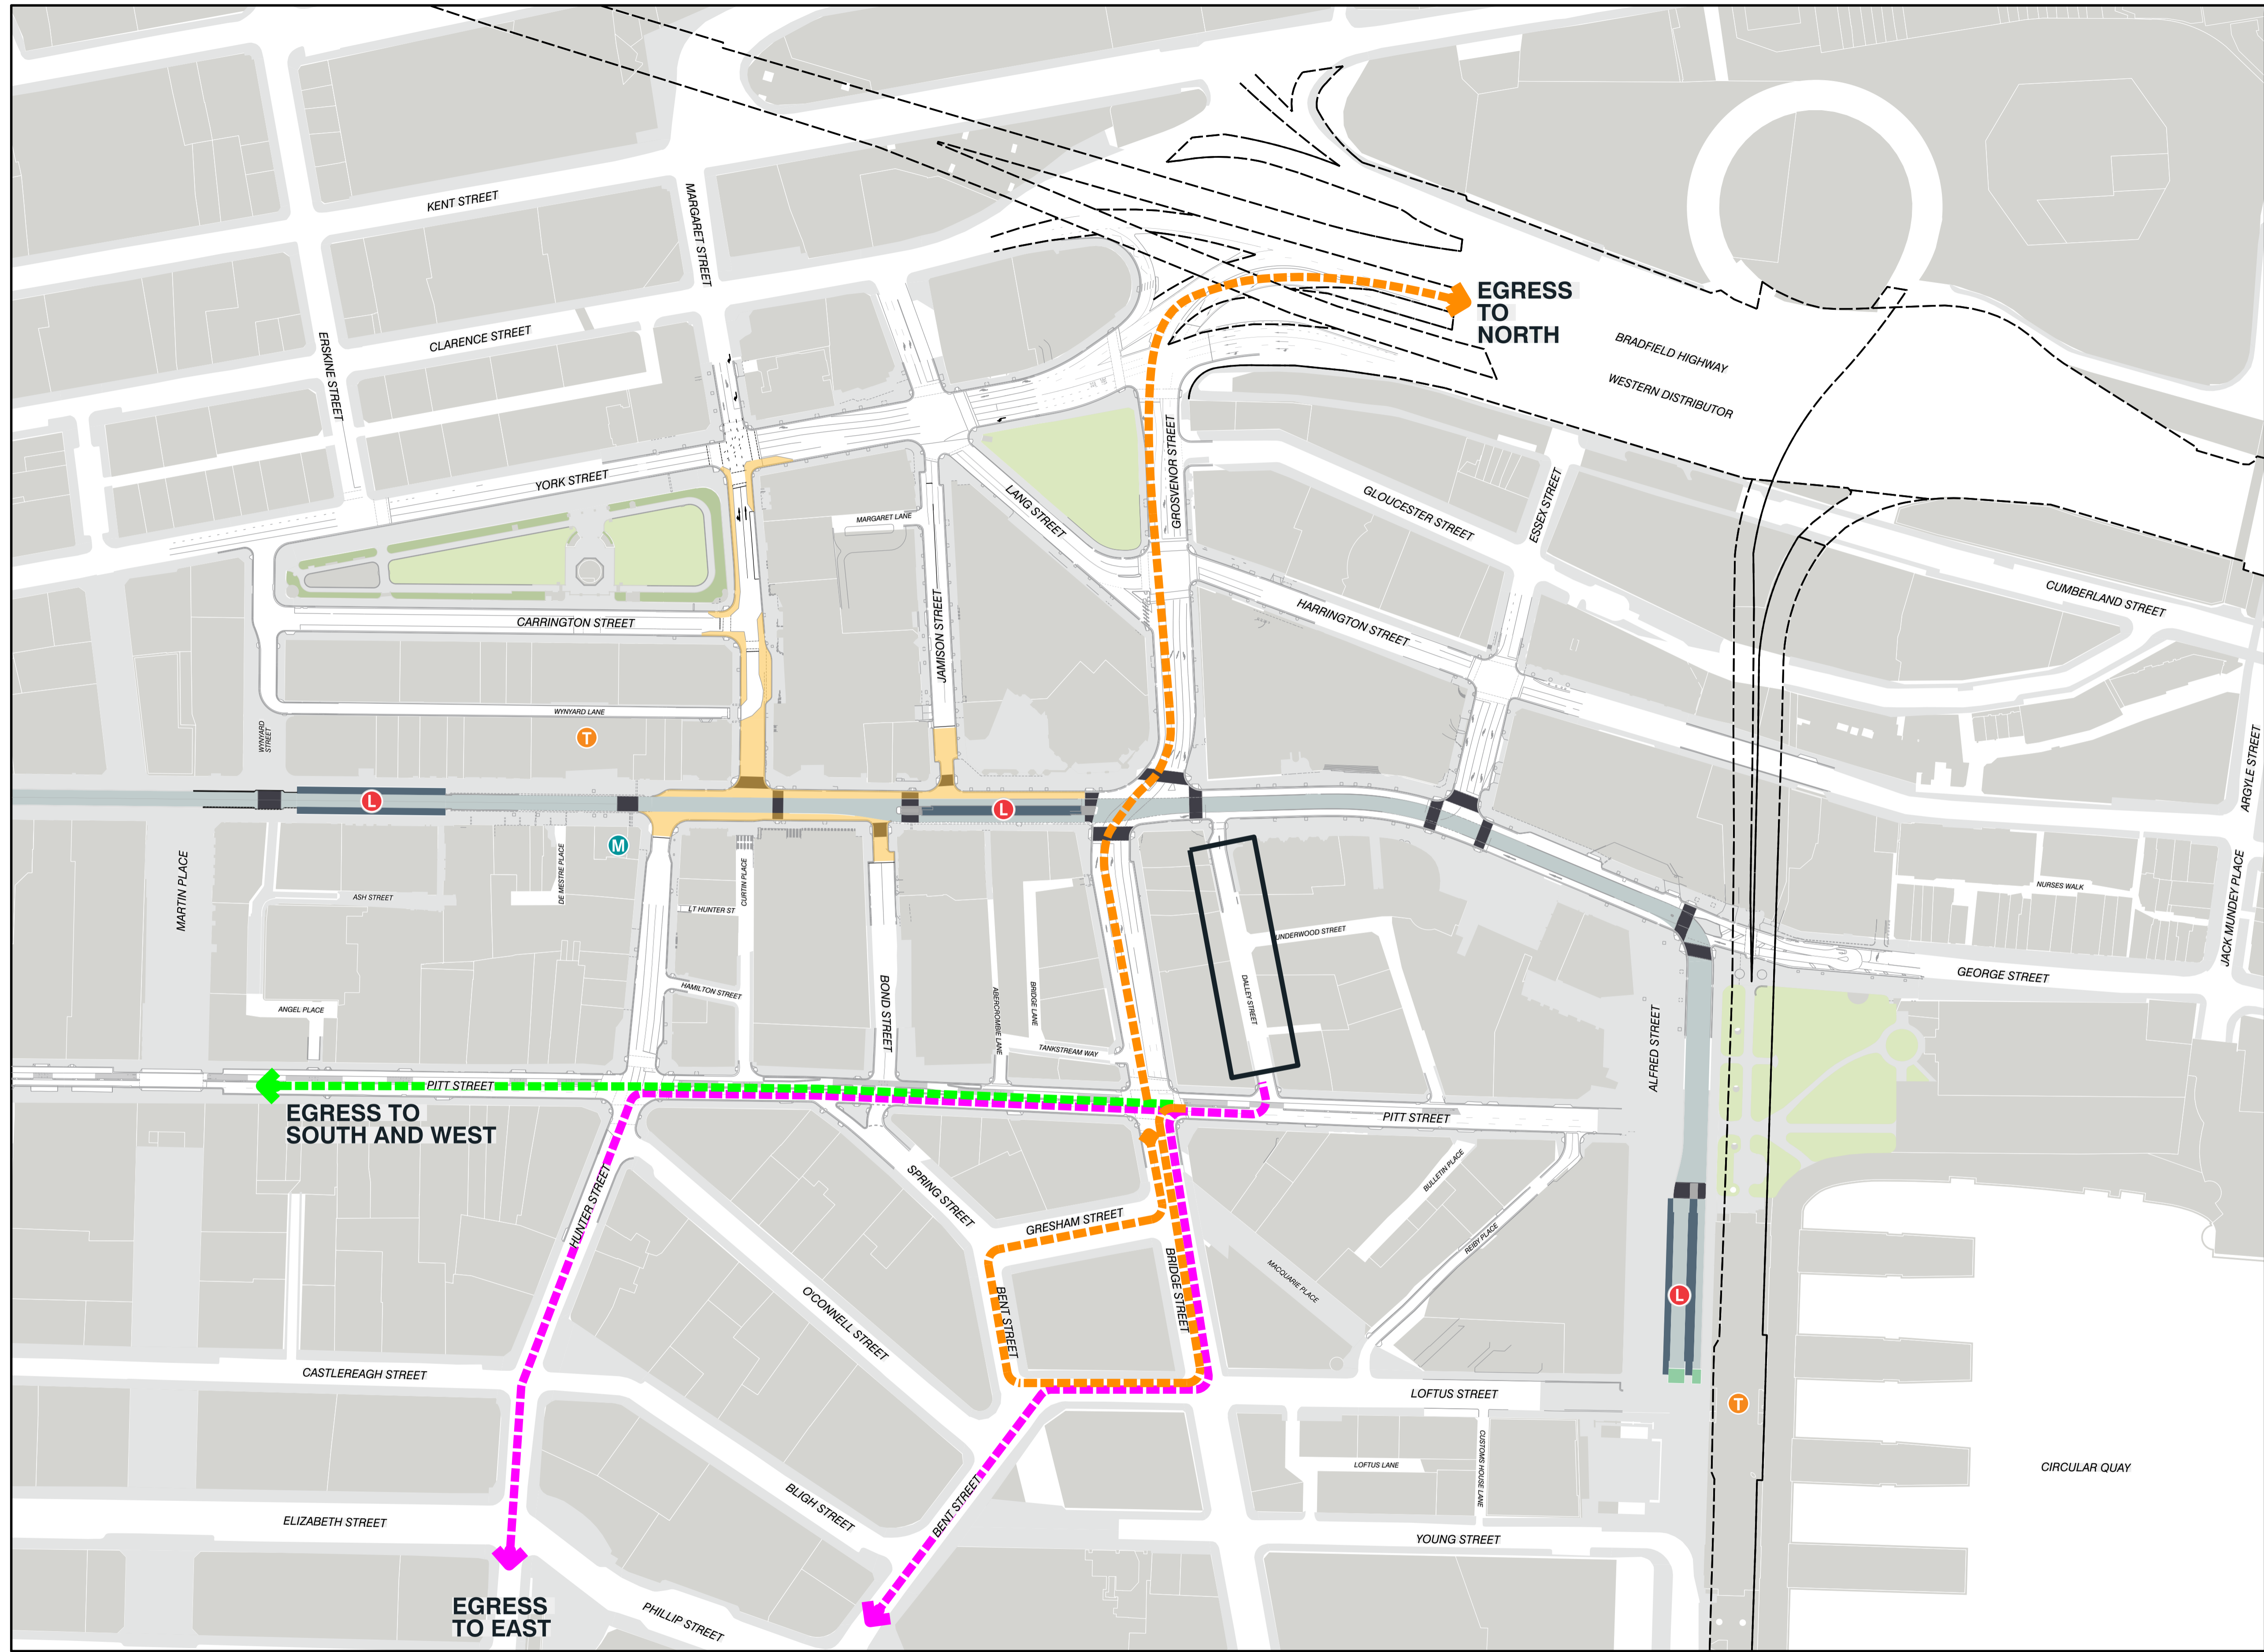 KENT STREET
MARGARET STREET
EGRESS
TO
NORTH
BRADFIELD HIGHWAY
WESTERN DISTRIBUTOR
ERSKINE STREET
CLARENCE STREET
YORK STREET
MARGARET LANE
LANG STREET
GROSVENOR STREET
GLOUCESTER STREET
ESSEX STREET
CUMBERLAND STREET
CARRINGTON STREET
JAMISON STREET
HARRINGTON STREET
WYNYARD LANE
WYNYARD
STREET
T
ARGYLE STREET
L
L
M
MARTIN PLACE
ASH STREET
DE MESTRE PLACE
CURTIN PLACE
LT HUNTER ST
HAMILTON STREET
BOND STREET
ABERCROMBIE LANE
BRIDGE LANE
TANKSTREAM WAY
DALLEY STREET
UNDERWOOD STREET
NURSES WALK
JACK MUNDEY PLACE
GEORGE STREET
ALFRED STREET
ANGEL PLACE
PITT STREET
EGRESS TO
SOUTH AND WEST
PITT STREET
HUNTER STREET
SPRING STREET
GRESHAM STREET
BULLETIN PLACE
REIBY PLACE
MACQUARIE PLACE
BRIDGE STREET
BENT STREET
O'CONNELL STREET
L
CASTLEREAGH STREET
LOFTUS STREET
T
CUSTOMS HOUSE LANE
LOFTUS LANE
CIRCULAR QUAY
BLIGH STREET
BENT STREET
ELIZABETH STREET
YOUNG STREET
EGRESS
TO EAST
PHILLIP STREET